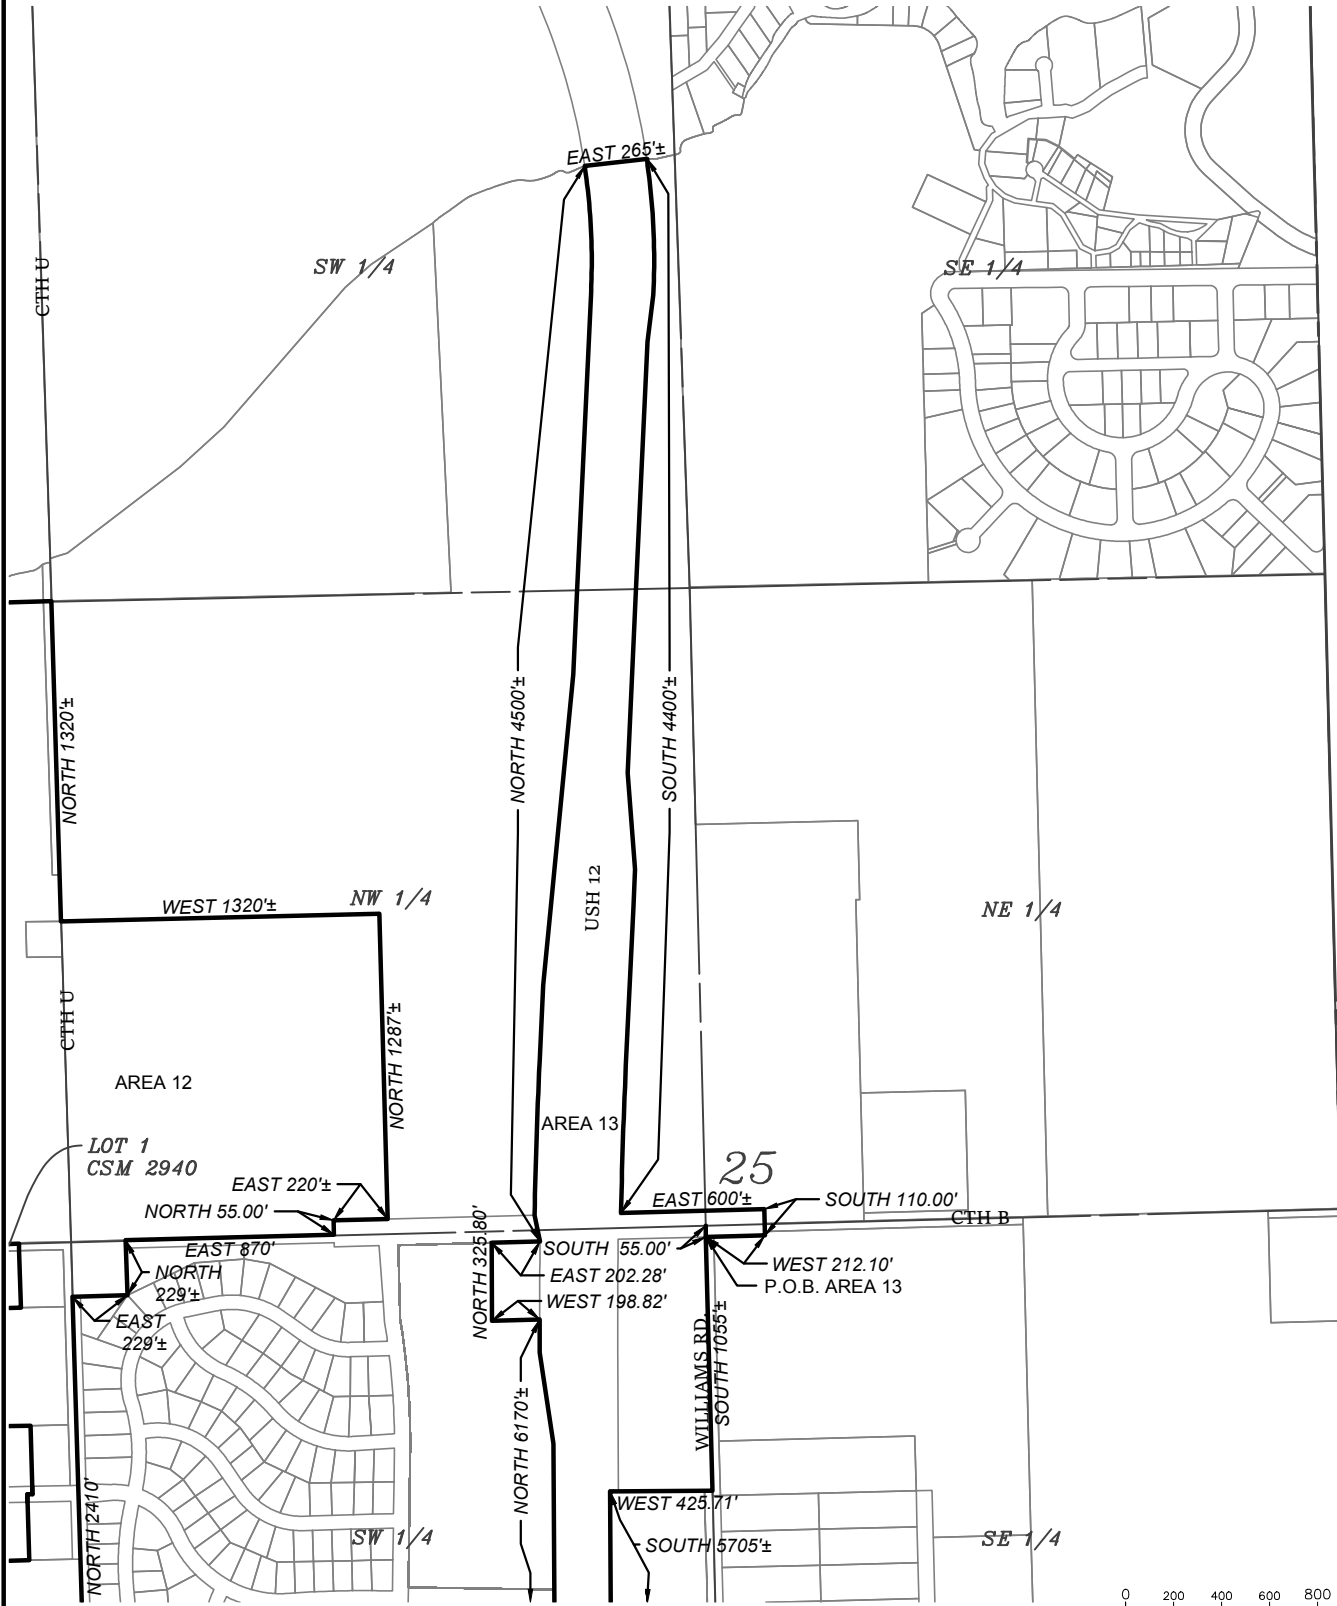 EAST 265'±
SW 1/4
SE 1/4
CTH U
NORTH 1320'±
NORTH 4500'±
SOUTH 4400'±
USH 12
WEST 1320'±
NW 1/4
NE 1/4
CTH U
NORTH 1287'±
AREA 12
AREA 13
LOT 1
CSM 2940
25
EAST 220'±
EAST 600'±
SOUTH 110.00'
NORTH 55.00'
CTH B
EAST 870'
NORTH 325.80'
SOUTH 55.00'
NORTH
229'±
EAST 202.28'
WEST 212.10'
P.O.B. AREA 13
WEST 198.82'
EAST
229'±
WILLIAMS RD.
SOUTH 1055'±
NORTH 6170'±
NORTH 2410'
WEST 425.71'
SW 1/4
SOUTH 5705'±
SE 1/4
0 200 400 600 800